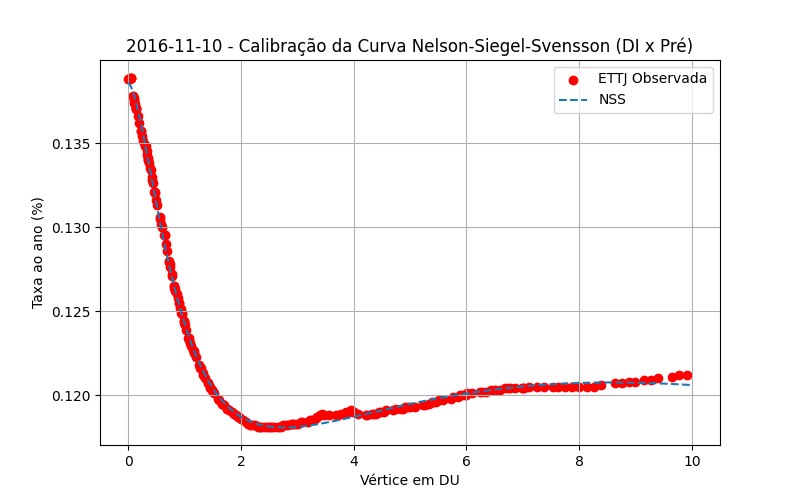 2016-11-10 - Calibração da Curva Nelson-Siegel-Svensson (DI x Pré)
ETTJ Observada
NSS
Taxa ao ano (%)
0.135
0.130
0.125
0.120
0 2 4 6 8 10
Vértice em DU